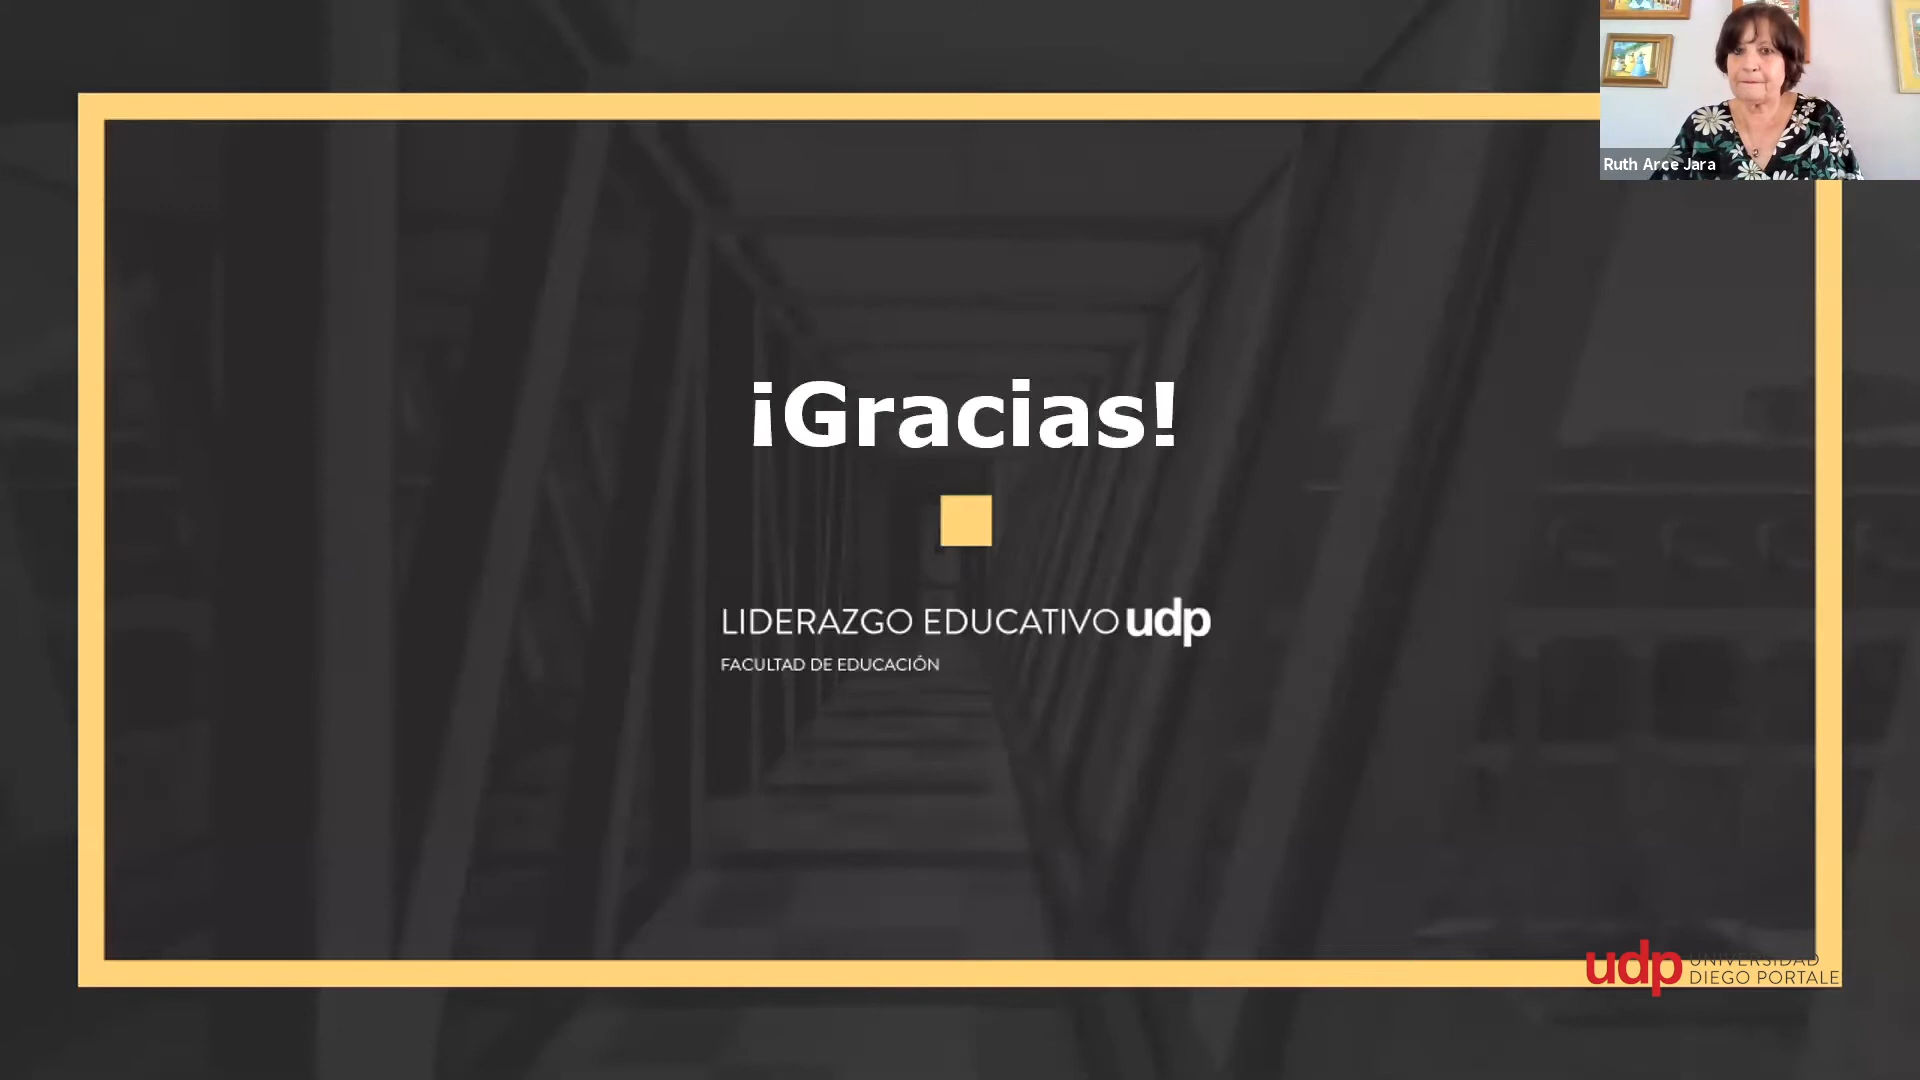 Ruth Arce Jara
¡Gracias!
LIDERAZGO EDUCATIVO udp
FACULTAD DE EDUCACIÓN
udp UNIVERSIDAD
DIEGO PORTALE